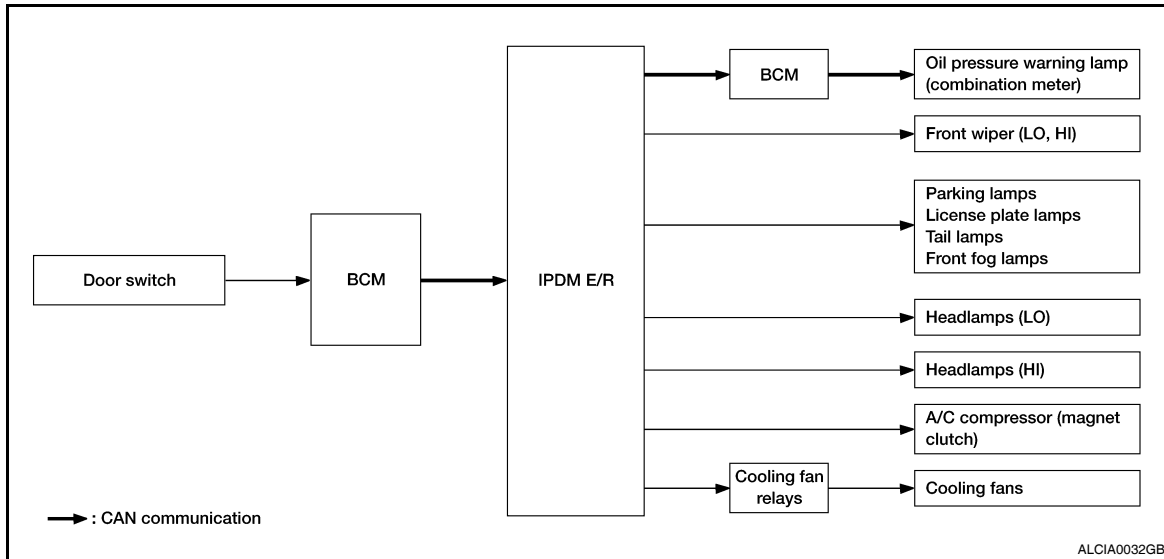 Door switch
BCM
IPDM E/R
BCM
Oil pressure warning lamp
(combination meter)
Front wiper (LO, HI)
Parking lamps
License plate lamps
Tail lamps
Front fog lamps
Headlamps (LO)
Headlamps (HI)
A/C compressor (magnet
clutch)
Cooling fan
relays
Cooling fans
: CAN communication
ALCIA0032GB